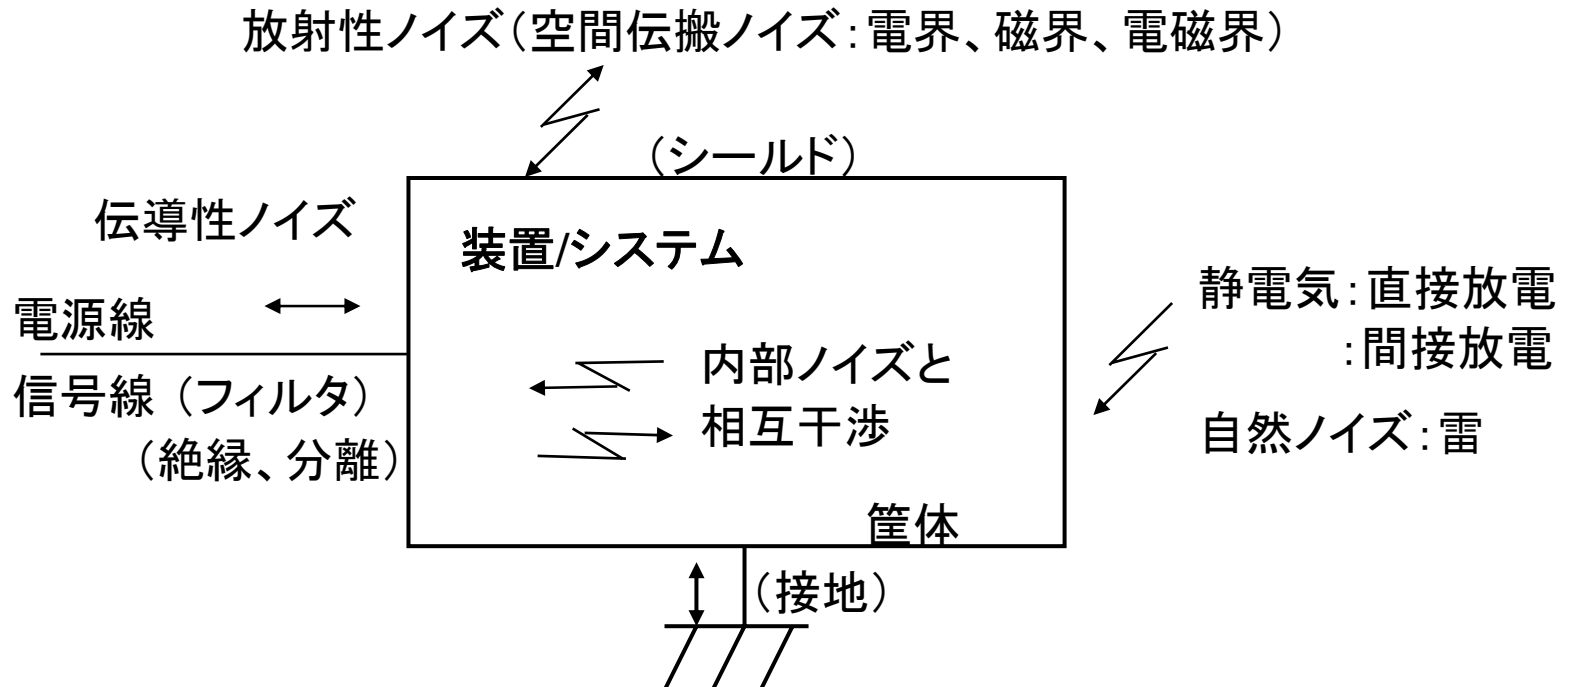 放射性ノイズ（空間伝搬ノイズ：電界、磁界、電磁界）
（シールド）
伝導性ノイズ
装置/システム
電源線
静電気：直接放電
：間接放電
内部ノイズと
相互干渉
信号線（フィルタ）
（絶縁、分離）
自然ノイズ：雷
筐体
（接地）